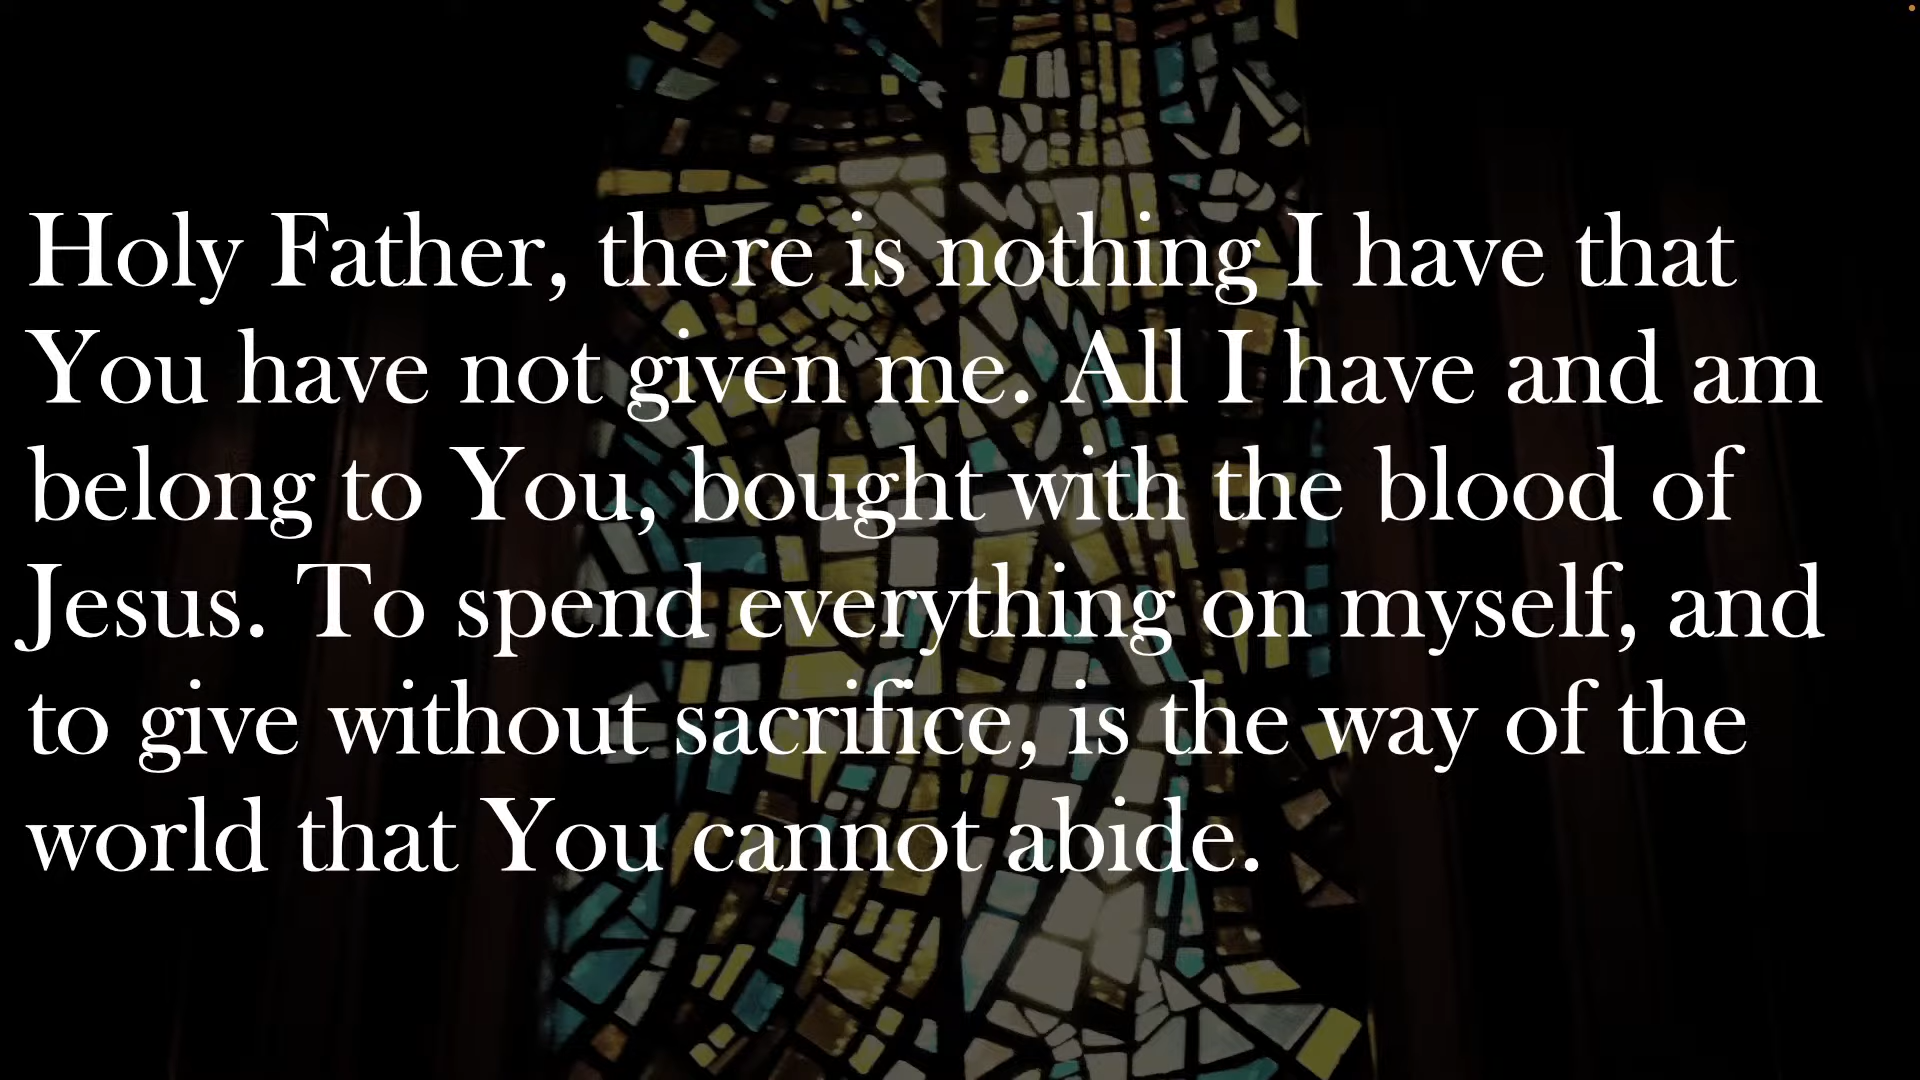 Holy Father, there is nothing I have that
You have not given me. All I have and am
belong to You, bought with the blood of
Jesus. To spend everything on myself, and
to give without sacrifice, is the way of the
world that You cannot abide.